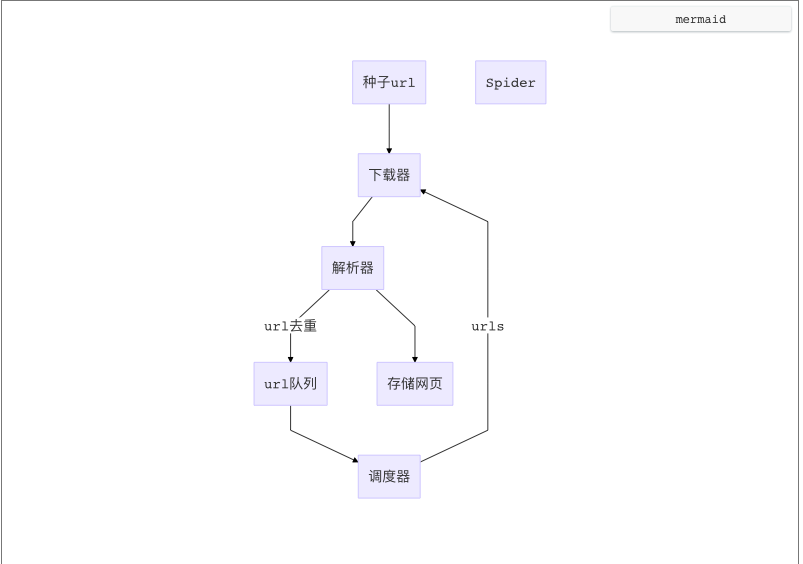 mermaid
种子url
Spider
下载器
解析器
url去重
urls
url队列
存储网页
调度器